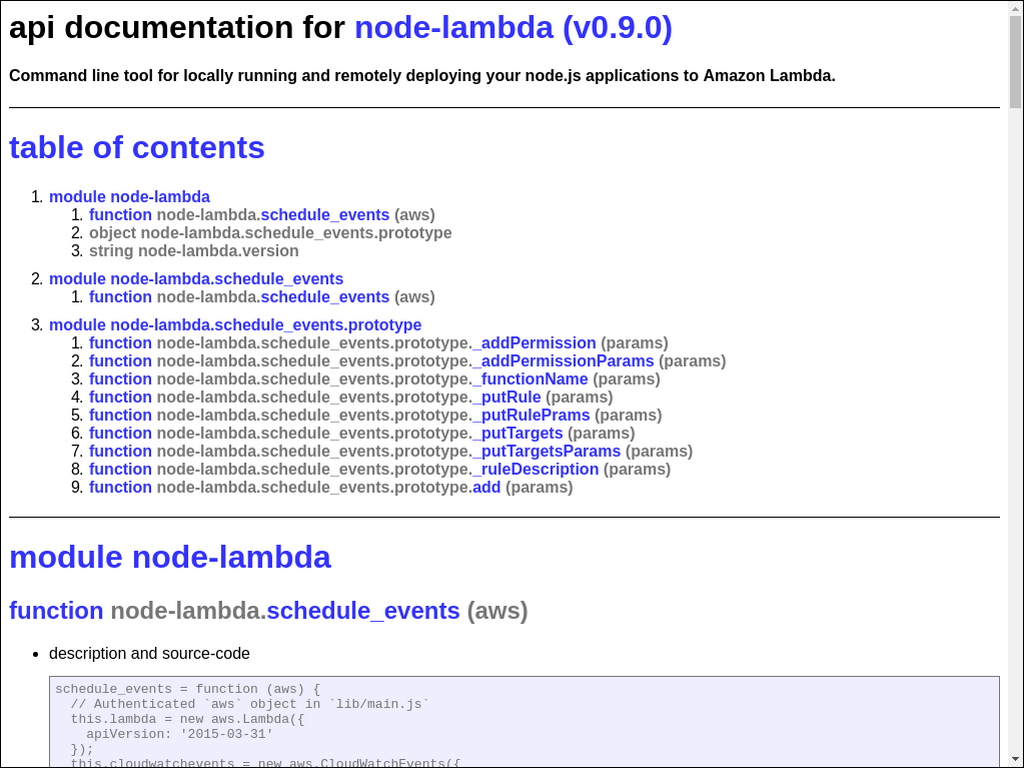 api documentation for node-lambda (v0.9.0)
Command line tool for locally running and remotely deploying your node.js applications to Amazon Lambda.
table of contents
1. module node-lambda
1. function node-lambda.schedule_events (aws)
2. object node-lambda.schedule_events.prototype
3. string node-lambda.version
2. module node-lambda.schedule_events
1. function node-lambda.schedule_events (aws)
3. module node-lambda.schedule_events.prototype
1. function node-lambda.schedule_events.prototype._addPermission (params)
2. function node-lambda.schedule_events.prototype._addPermissionParams (params)
3. function node-lambda.schedule_events.prototype._functionName (params)
4. function node-lambda.schedule_events.prototype._putRule (params)
5. function node-lambda.schedule_events.prototype._putRulePrams (params)
6. function node-lambda.schedule_events.prototype._putTargets (params)
7. function node-lambda.schedule_events.prototype._putTargetsParams (params)
8. function node-lambda.schedule_events.prototype._ruleDescription (params)
9. function node-lambda.schedule_events.prototype.add (params)
module node-lambda
function node-lambda.schedule_events (aws)
• description and source-code
schedule_events = function (aws) {
// Authenticated `aws` object in `lib/main.js`
this.lambda = new aws.Lambda({
apiVersion: '2015-03-31'
});
this.cloudwatchevents = new aws.CloudWatchEvents({